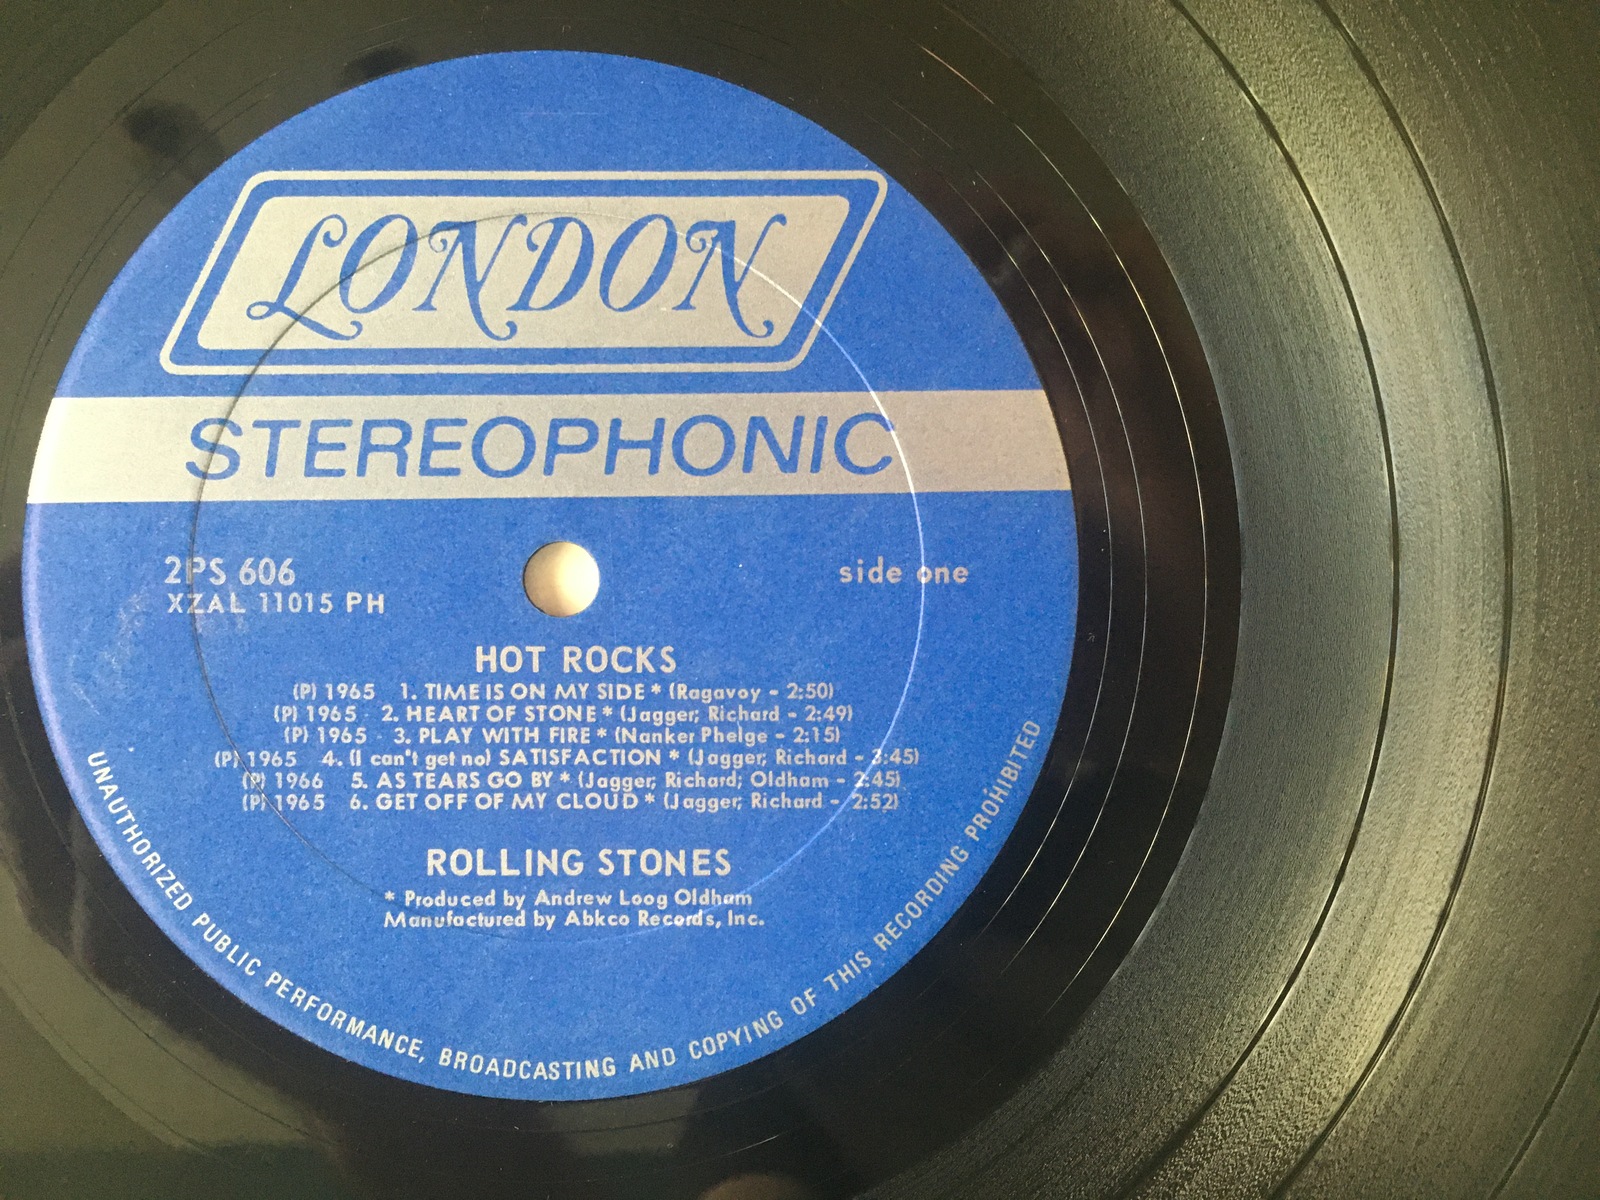 LONDON
STEREOPHONIC
2PS 606
side one
XZAL 11015 PH
HOT ROCKS
(P) 1965 1. TIME IS ON MY SIDE * (Ragavoy - 2:50)
(P) 1965 2. HEART OF STONE * (Jagger; Richard - 2:49)
(P) 1965 3. PLAY WITH FIRE * (Nanker Phelge - 2:15)
(P) 1965 4. (I can't get no) SATISFACTION * (Jagger; Richard - 3:45)
(P) 1966 5. AS TEARS GO BY * (Jagger; Richard; Oldham - 2:45)
(P) 1965 6. GET OFF OF MY CLOUD * (Jagger; Richard - 2:52)
ROLLING STONES
* Produced by Andrew Loog Oldham
Manufactured by Abkco Records, Inc.
UNAUTHORIZED PUBLIC PERFORMANCE, BROADCASTING AND COPYING OF THIS RECORDING PROHIBITED